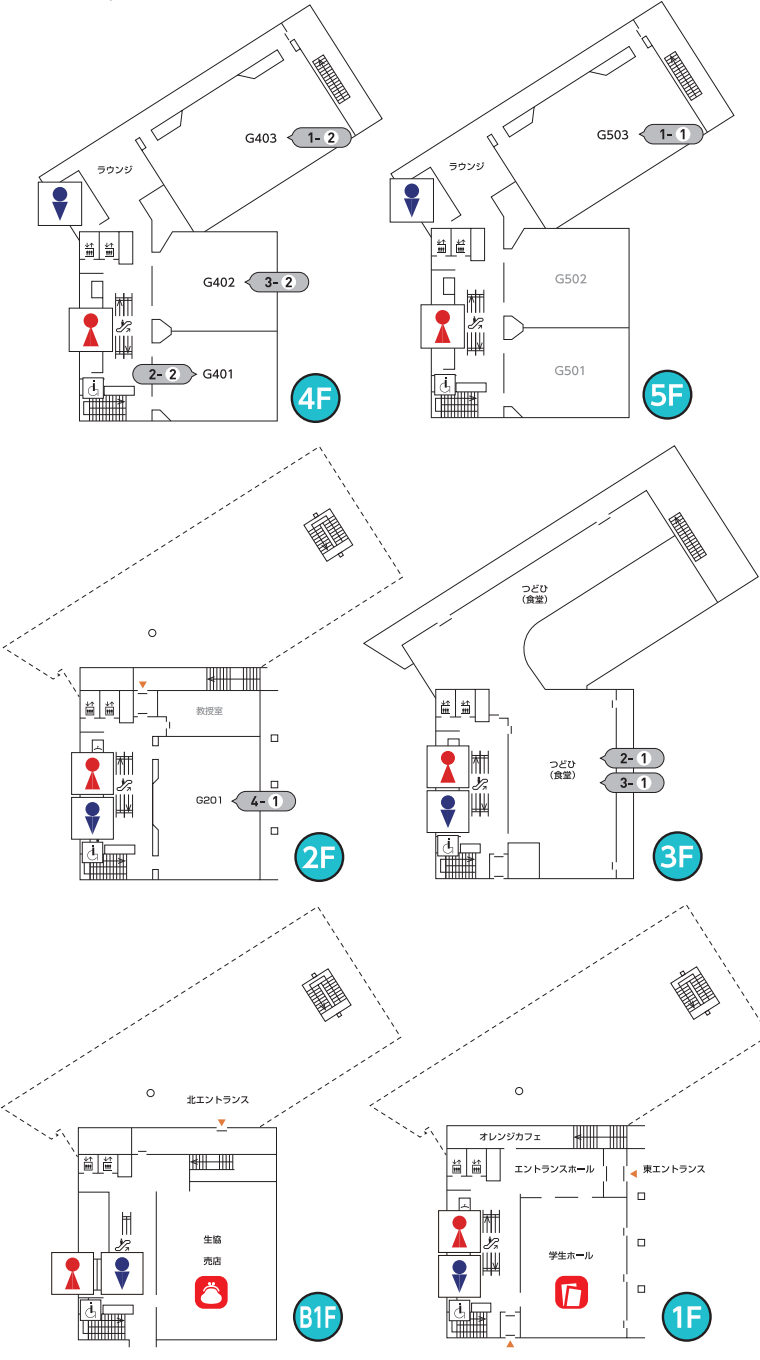 G403 1-2
ラウンジ
G402 3-2
2-2 G401
4F
G503 1-1
ラウンジ
G502
G501
5F
教授室
G201 4-1
2F
つどひ
(食堂)
つどひ
(食堂)
2-1
3-1
3F
北エントランス
生協
売店
B1F
オレンジカフェ
エントランスホール
東エントランス
学生ホール
1F